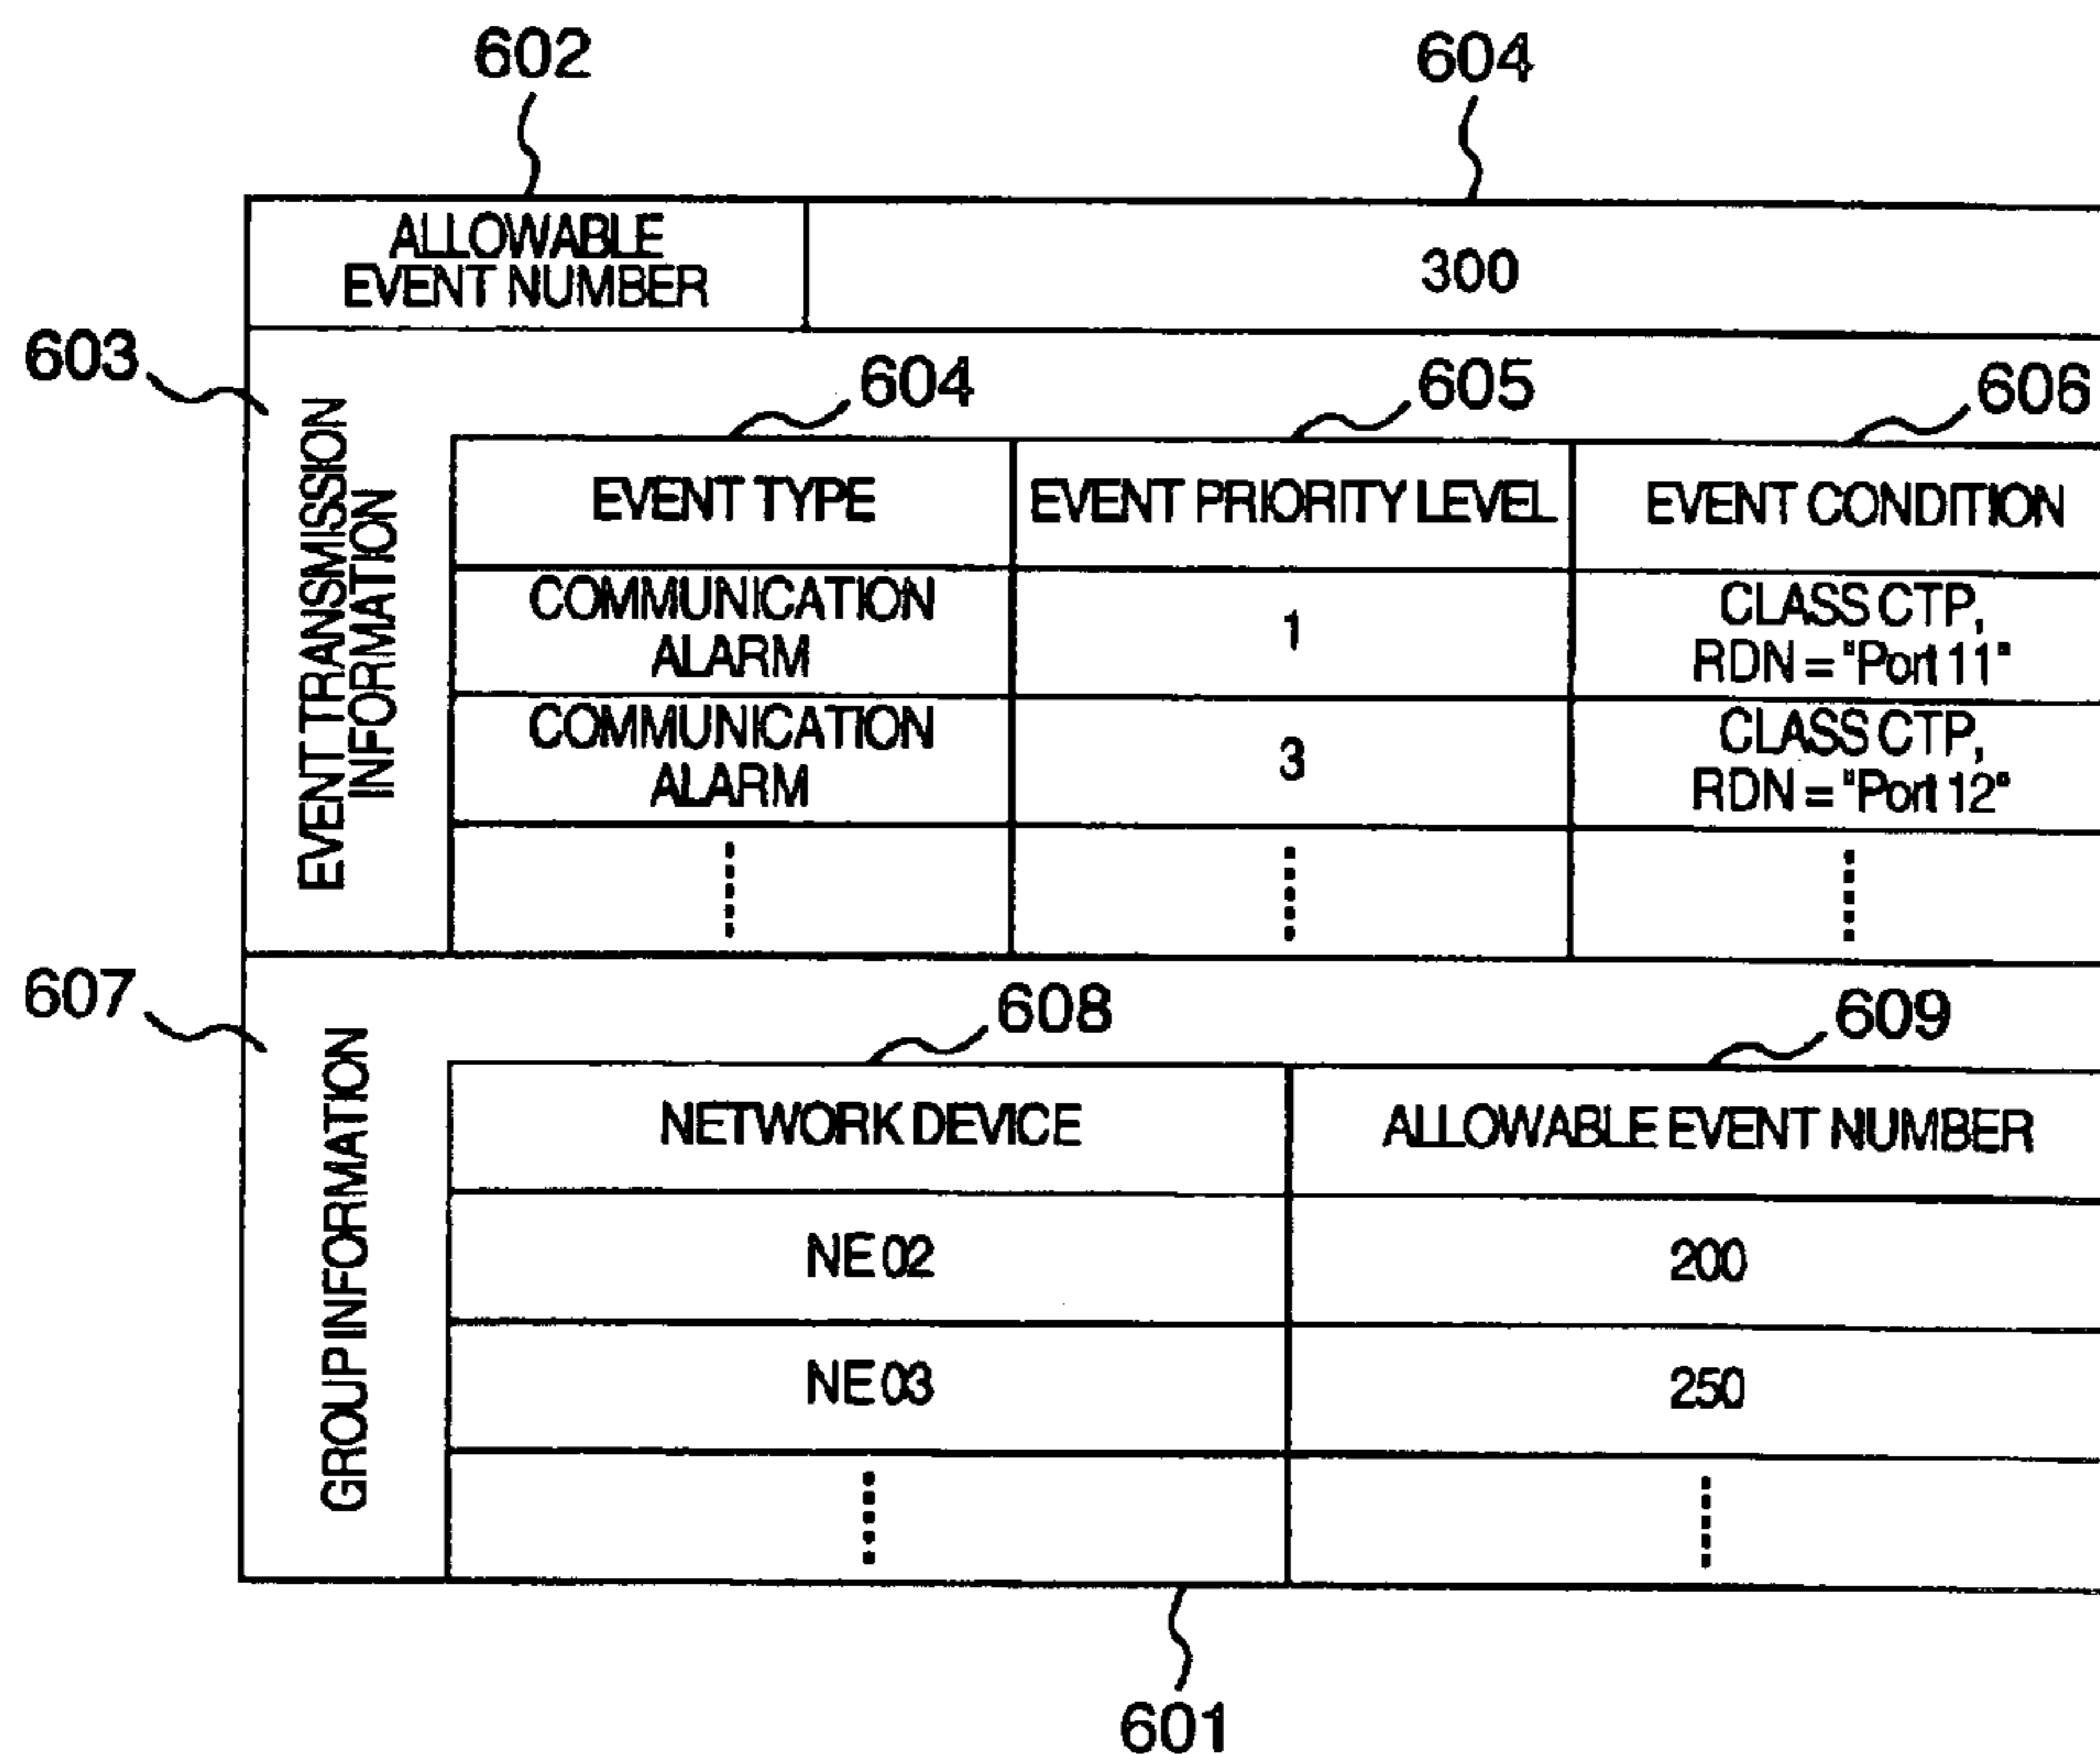 602
604
ALLOWABLE
EVENT NUMBER
300
603
604
605
606
EVENT TRANSMISSION
INFORMATION
EVENT TYPE
EVENT PRIORITY LEVEL
EVENT CONDITION
COMMUNICATION
ALARM
1
CLASS CTP,
RDN = "Port 11"
COMMUNICATION
ALARM
3
CLASS CTP,
RDN = "Port 12"
607
608
609
GROUP INFORMATION
NETWORK DEVICE
ALLOWABLE EVENT NUMBER
NE 02
200
NE 03
250
601